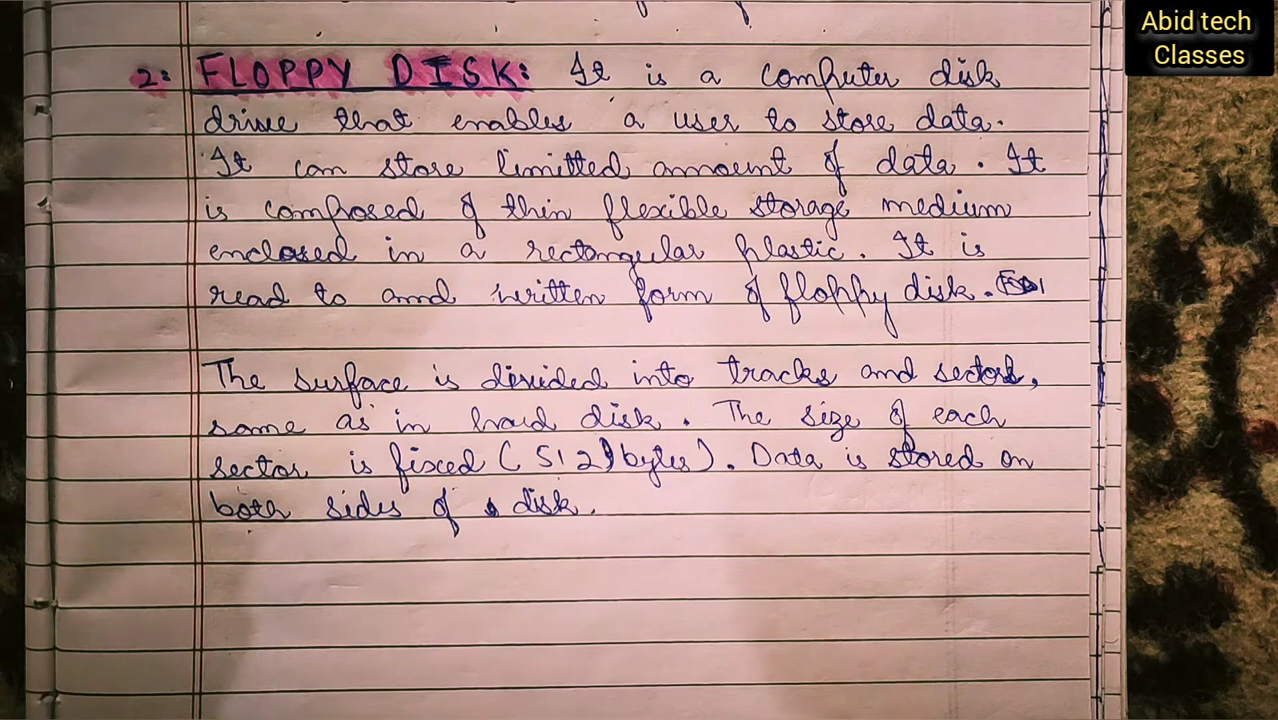 Abid tech
Classes
2: FLOPPY DISK: It is a computer disk
drive that enables a user to store data.
It can store limitted amount of data. It
is composed of thin flexible storage medium
enclosed in a rectangular plastic. It is
read to and written form of floppy disk.
The surface is divided into tracks and sectors,
same as in hard disk. The size of each
sector is fixed (512) bytes). Data is stored on
both sides of disk.